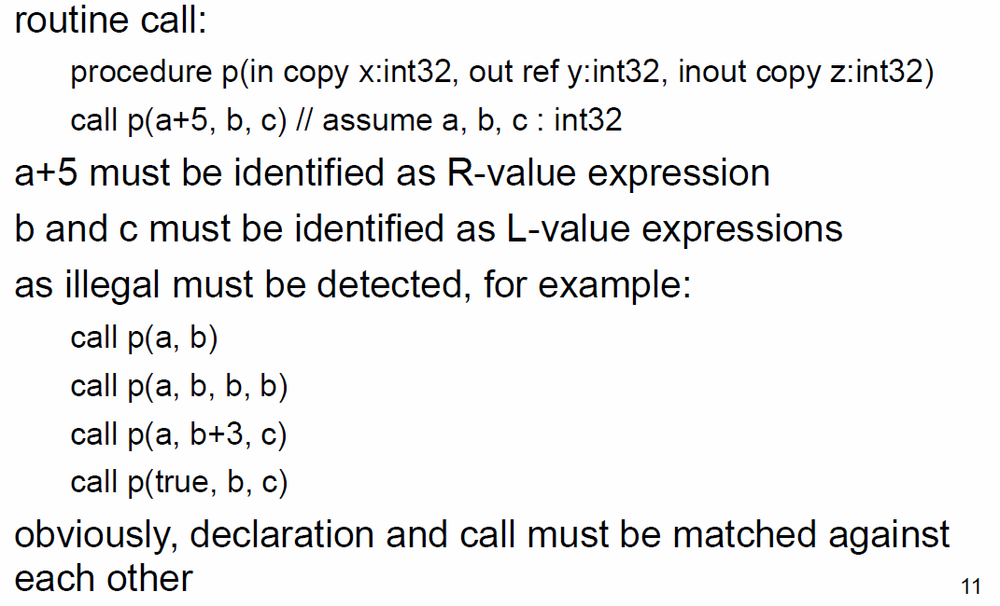 routine call:
procedure p(in copy x:int32, out ref y:int32, inout copy z:int32)
call p(a+5, b, c) // assume a, b, c : int32
a+5 must be identified as R-value expression
b and c must be identified as L-value expressions
as illegal must be detected, for example:
call p(a, b)
call p(a, b, b, b)
call p(a, b+3, c)
call p(true, b, c)
obviously, declaration and call must be matched against
each other
11